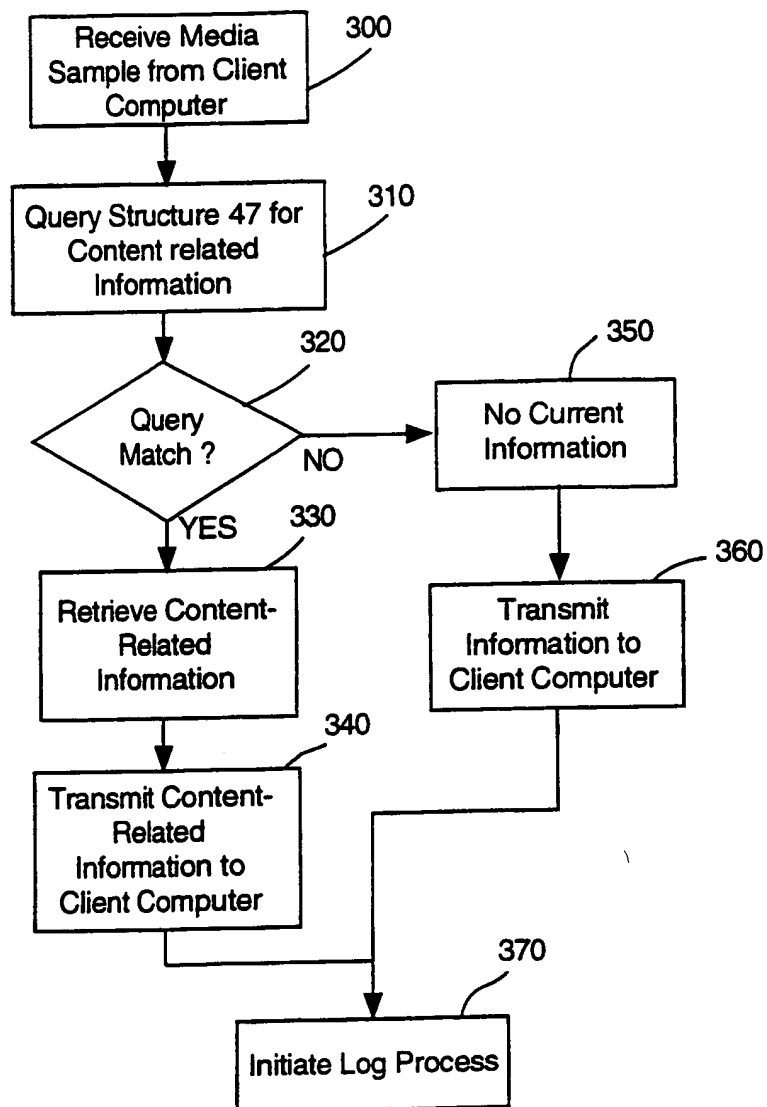 Receive Media
Sample from Client
Computer
300
Query Structure 47 for
Content related
Information
310
320
Query
Match ?
NO
YES
350
No Current
Information
330
Retrieve Content-
Related
Information
360
Transmit
Information to
Client Computer
340
Transmit Content-
Related
Information to
Client Computer
370
Initiate Log Process